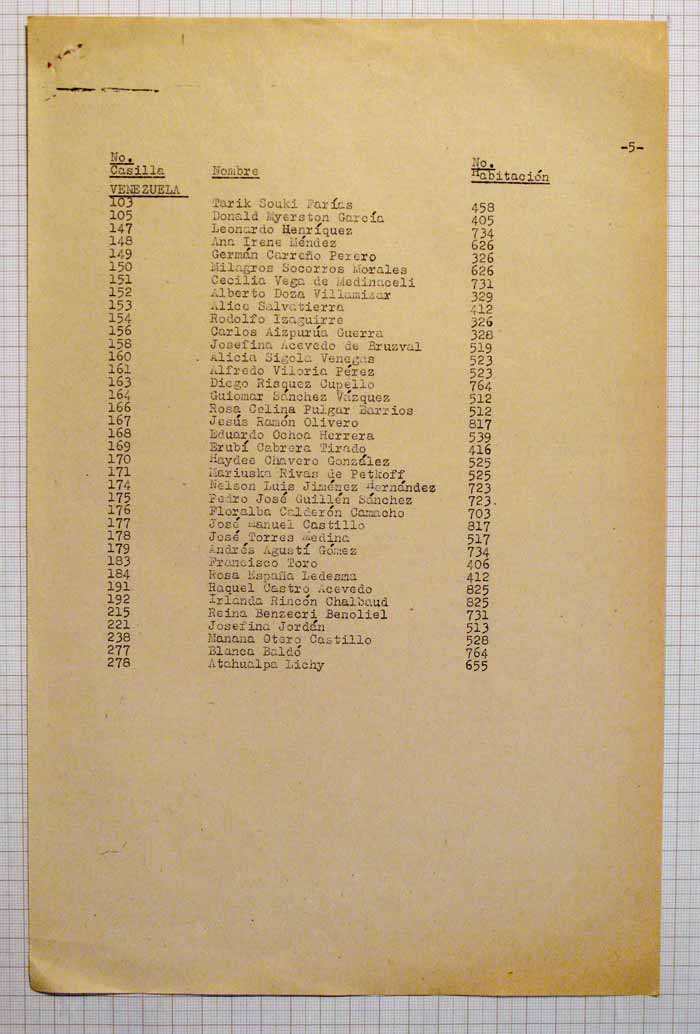 -5-
No. No.
Casilla Nombre Habitación
VENEZUELA
103 Tarik Souki Farías 458
105 Donald Myerston García 405
147 Leonardo Henríquez 734
148 Ana Irene Méndez 626
149 Germán Carreño Perero 326
150 Milagros Socorros Morales 626
151 Cecilia Vega de Medinaceli 731
152 Alberto Doza Villamizar 329
153 Alice Salvatierra 412
154 Rodolfo Izaguirre 326
156 Carlos Aizpurúa Guerra 328
158 Josefina Acevedo de Bruzval 519
160 Alicia Sigela Venegas 523
161 Alfredo Viloria Pérez 523
163 Diego Risquez Cupello 764
164 Guiomar Sánchez Vázquez 512
166 Rosa Celina Pulgar Barrios 512
167 Jesús Ramón Olivero 817
168 Eduardo Ochoa Herrera 539
169 Erubí Cabrera Tirado 416
170 Haydee Chavero González 525
171 Mariuska Rivas de Petkoff 525
174 Nelson Luis Jiménez Hernández 723
175 Pedro José Guillén Sánchez 723.
176 Floralba Calderón Camacho 703
177 José Manuel Castillo 817
178 José Torres Medina 517
179 Andrés Agustí Gómez 734
183 Francisco Toro 406
184 Rosa España Ledesma 412
191 Raquel Castro Acevedo 825
192 Irlanda Rincón Chalbaud 825
215 Reina Benzecri Benoliel 731
221 Josefina Jordán 513
238 Manana Otero Castillo 528
277 Blanca Baldó 764
278 Atahualpa Lichy 655